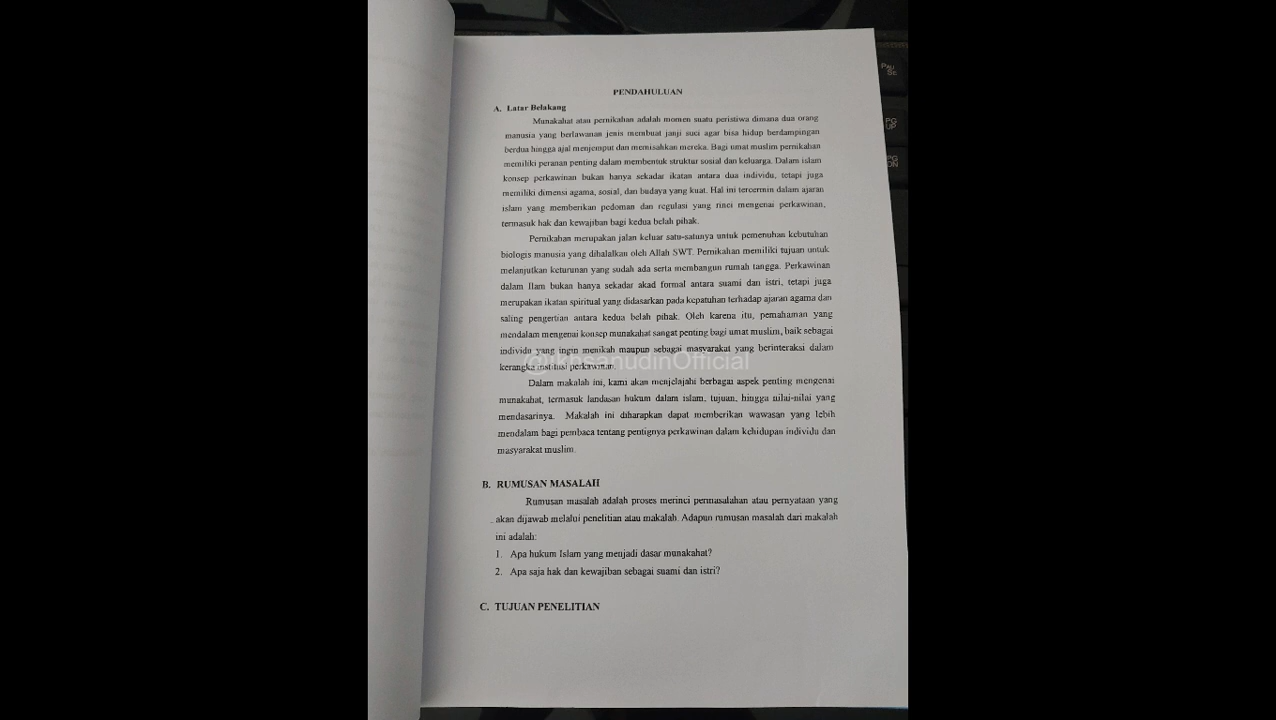 PENDAHULUAN
A. Latar Belakang
Munakahat atau pernikahan adalah momen suatu peristiwa dimana dua orang
manusia yang berlawanan jenis membuat janji suci agar bisa hidup berdampingan
berdua hingga ajal menjemput dan memisahkan mereka. Bagi umat muslim pernikahan
memiliki peranan penting dalam membentuk struktur sosial dan keluarga. Dalam islam
konsep perkawinan bukan hanya sekadar ikatan antara dua individu, tetapi juga
memiliki dimensi agama, sosial, dan budaya yang kuat. Hal ini tercermin dalam ajaran
islam yang memberikan pedoman dan regulasi yang rinci mengenai perkawinan,
termasuk hak dan kewajiban bagi kedua belah pihak.
Pernikahan merupakan jalan keluar satu-satunya untuk pemenuhan kebutuhan
biologis manusia yang dihalalkan oleh Allah SWT. Pernikahan memiliki tujuan untuk
melanjutkan keturunan yang sudah ada serta membangun rumah tangga. Perkawinan
dalam Ilam bukan hanya sekadar akad formal antara suami dan istri, tetapi juga
merupakan ikatan spiritual yang didasarkan pada kepatuhan terhadap ajaran agama dan
saling pengertian antara kedua belah pihak. Oleh karena itu, pemahaman yang
mendalam mengenai konsep munakahat sangat penting bagi umat muslim, baik sebagai
individu yang ingin menikah maupun sebagai masyarakat yang berinteraksi dalam
kerangka institusi perkawinan.
@ikhsanudinOfficial
Dalam makalah ini, kami akan menjelajahi berbagai aspek penting mengenai
munakahat, termasuk landasan hukum dalam islam, tujuan, hingga nilai-nilai yang
mendasarinya. Makalah ini diharapkan dapat memberikan wawasan yang lebih
mendalam bagi pembaca tentang pentignya perkawinan dalam kehidupan individu dan
masyarakat muslim.
B. RUMUSAN MASALAH
Rumusan masalah adalah proses merinci permasalahan atau pernyataan yang
akan dijawab melalui penelitian atau makalah. Adapun rumusan masalah dari makalah
ini adalah:
1. Apa hukum Islam yang menjadi dasar munakahat?
2. Apa saja hak dan kewajiban sebagai suami dan istri?
C. TUJUAN PENELITIAN
PG
UP
PG